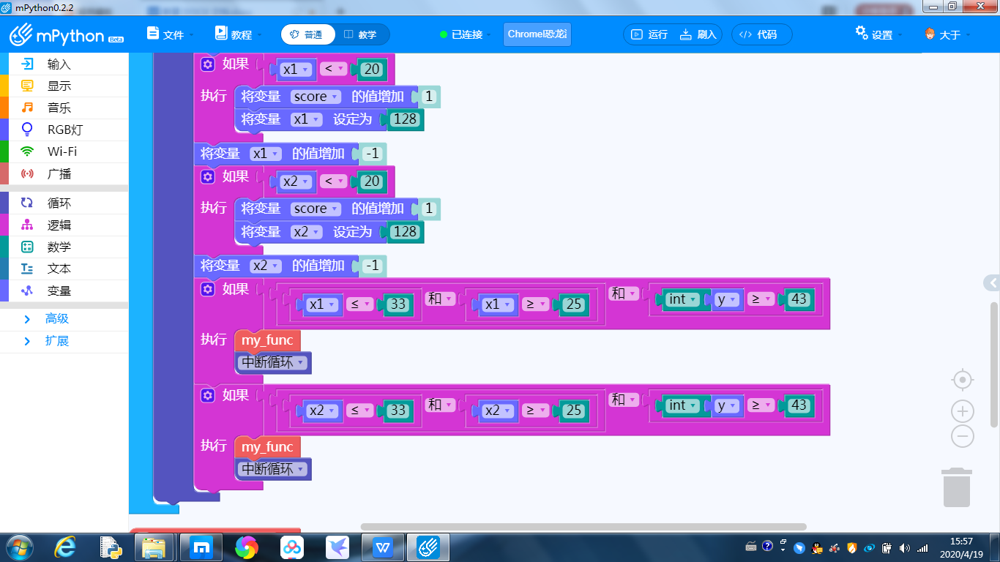 mPython0.2.2
mPython Beta 文件 教程 普通 教学 已连接 Chrome恐龙 运行 刷入 代码 设置 大于
输入
显示
音乐
RGB灯
Wi-Fi
广播
循环
逻辑
数学
文本
变量
高级
扩展
如果 x1 < 20
执行 将变量 score 的值增加 1
将变量 x1 设定为 128
将变量 x1 的值增加 -1
如果 x2 < 20
执行 将变量 score 的值增加 1
将变量 x2 设定为 128
将变量 x2 的值增加 -1
如果 x1 ≤ 33 和 x1 ≥ 25 和 int y ≥ 43
执行 my_func
中断循环
如果 x2 ≤ 33 和 x2 ≥ 25 和 int y ≥ 43
执行 my_func
中断循环
15:57
2020/4/19